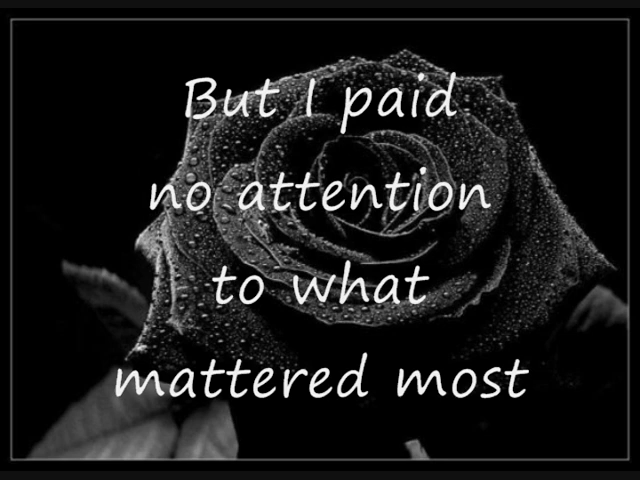 But I paid
no attention
to what
mattered most